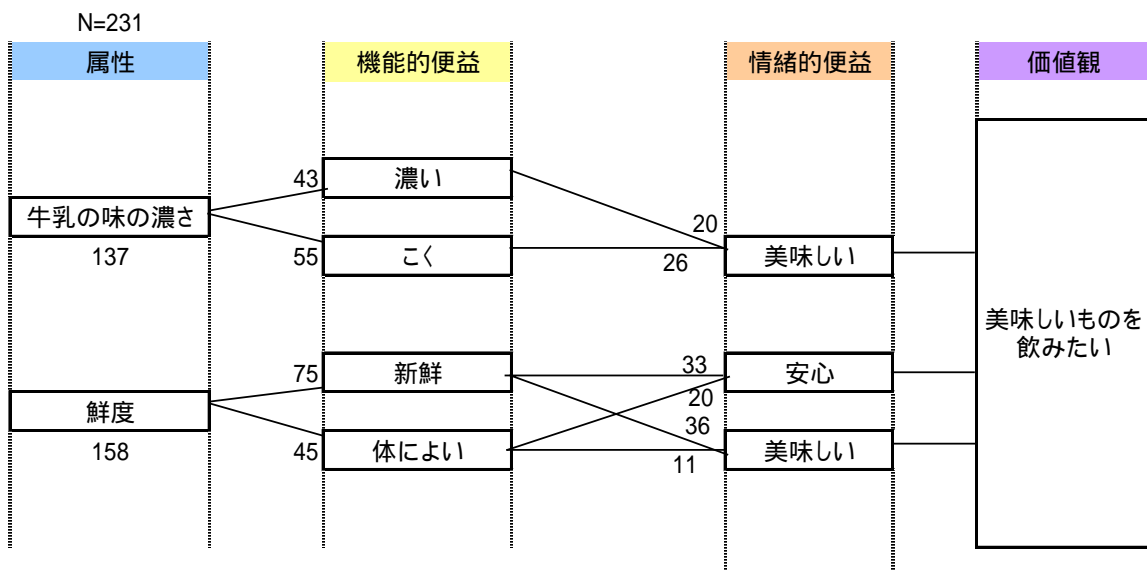 N=231
属性
機能的便益
情緒的便益
価値観
43
濃い
牛乳の味の濃さ
137
55
こく
20
26
美味しい
75
新鮮
鮮度
158
45
体によい
33
20
36
11
安心
美味しい
美味しいものを
飲みたい